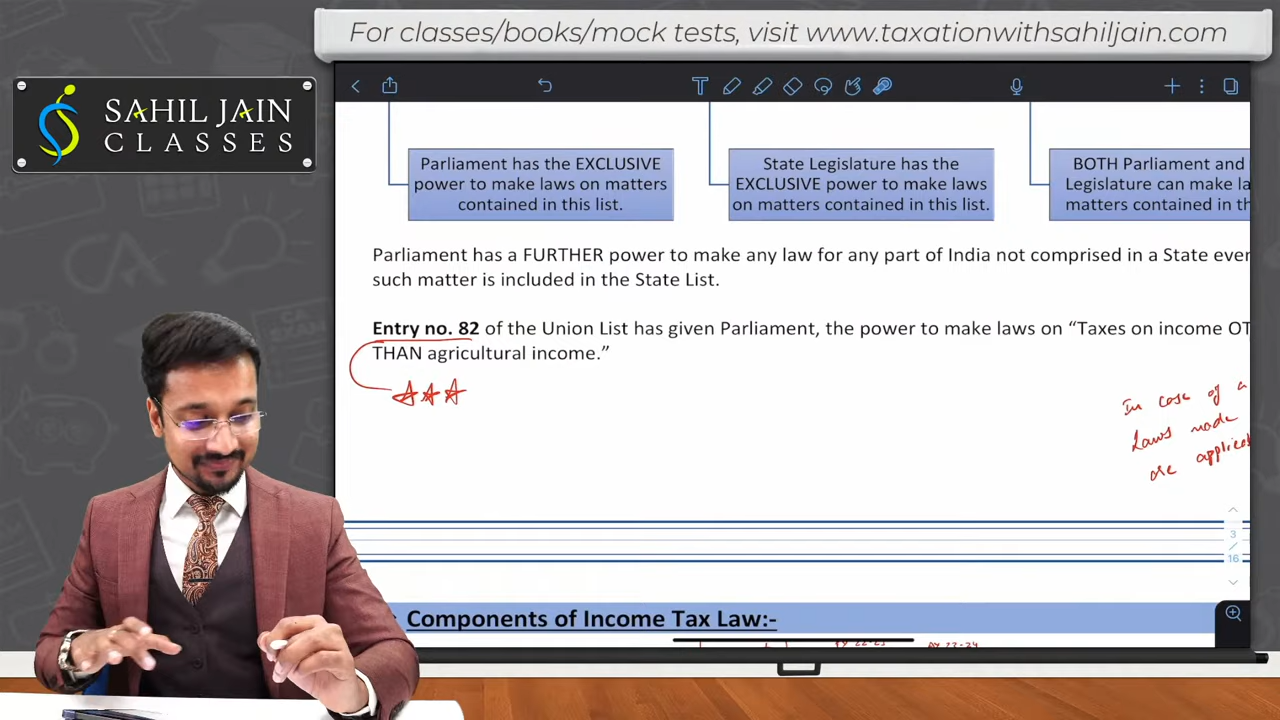 For classes/books/mock tests, visit www.taxationwithsahiljain.com
SAHIL JAIN
CLASSES
Parliament has the EXCLUSIVE
power to make laws on matters
contained in this list.
State Legislature has the
EXCLUSIVE power to make laws
on matters contained in this list.
BOTH Parliament and
Legislature can make la
matters contained in th
Parliament has a FURTHER power to make any law for any part of India not comprised in a State ever
such matter is included in the State List.
Entry no. 82 of the Union List has given Parliament, the power to make laws on “Taxes on income OT
THAN agricultural income.”
In case of a
Laws made
are applicab
3
/
16
Components of Income Tax Law:-